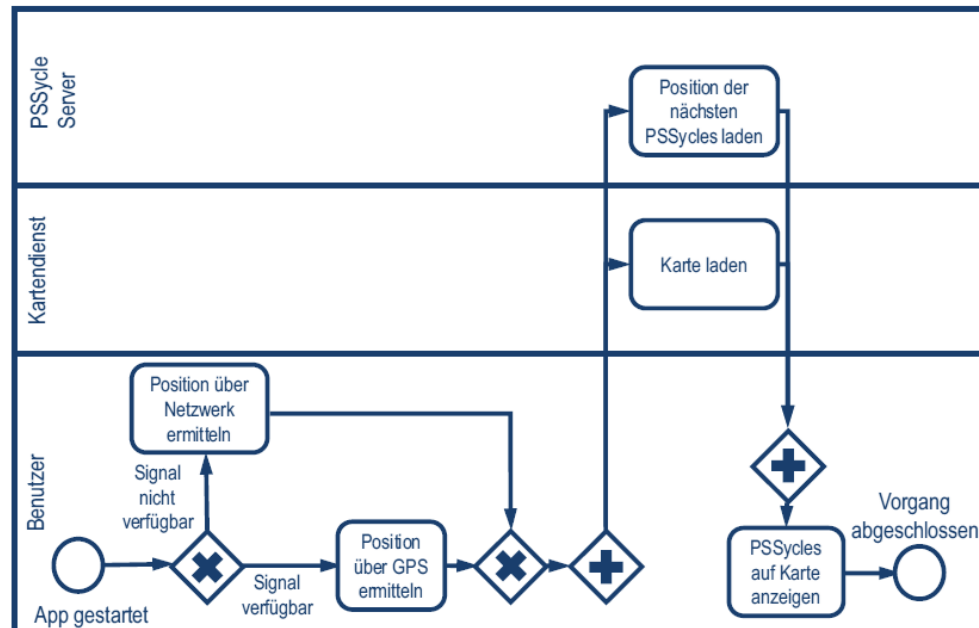 PSSycle
Server
Position der
nächsten
PSSycles laden
Kartendienst
Karte laden
Benutzer
Position über
Netzwerk
ermitteln
Signal
nicht
verfügbar
App gestartet
Signal
verfügbar
Position
über GPS
ermitteln
PSSycles
auf Karte
anzeigen
Vorgang
abgeschlossen